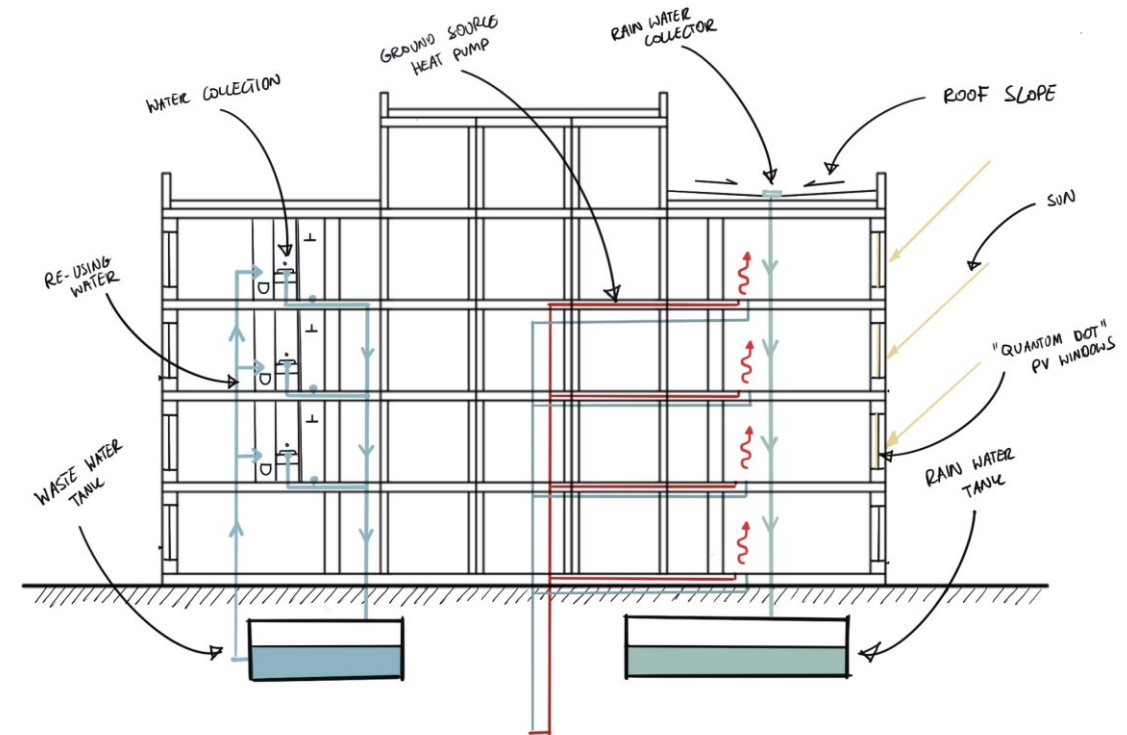 GROUND SOURCE
HEAT PUMP
RAIN WATER
COLLECTOR
WATER COLLECTION
ROOF SLOPE
SUN
RE-USING
WATER
"QUANTUM DOT"
PV WINDOWS
WASTE WATER
TANK
RAIN WATER
TANK